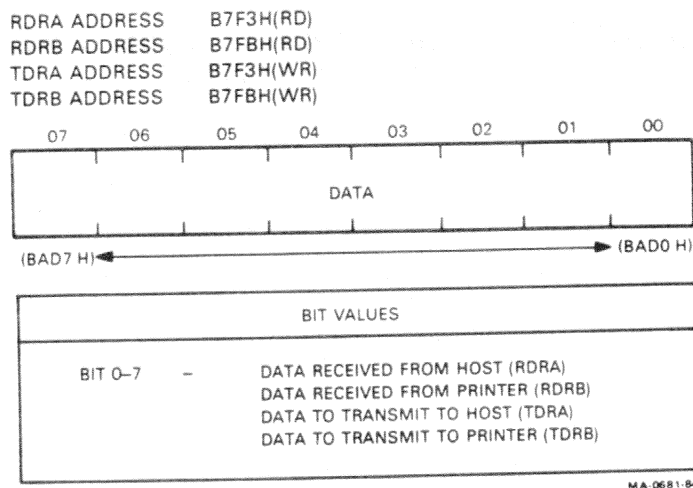 RDRA ADDRESS B7F3H(RD)
RDRB ADDRESS B7FBH(RD)
TDRA ADDRESS B7F3H(WR)
TDRB ADDRESS B7FBH(WR)
07 06 05 04 03 02 01 00
DATA
(BAD7 H) (BAD0 H)
BIT VALUES
BIT 0–7 – DATA RECEIVED FROM HOST (RDRA)
DATA RECEIVED FROM PRINTER (RDRB)
DATA TO TRANSMIT TO HOST (TDRA)
DATA TO TRANSMIT TO PRINTER (TDRB)